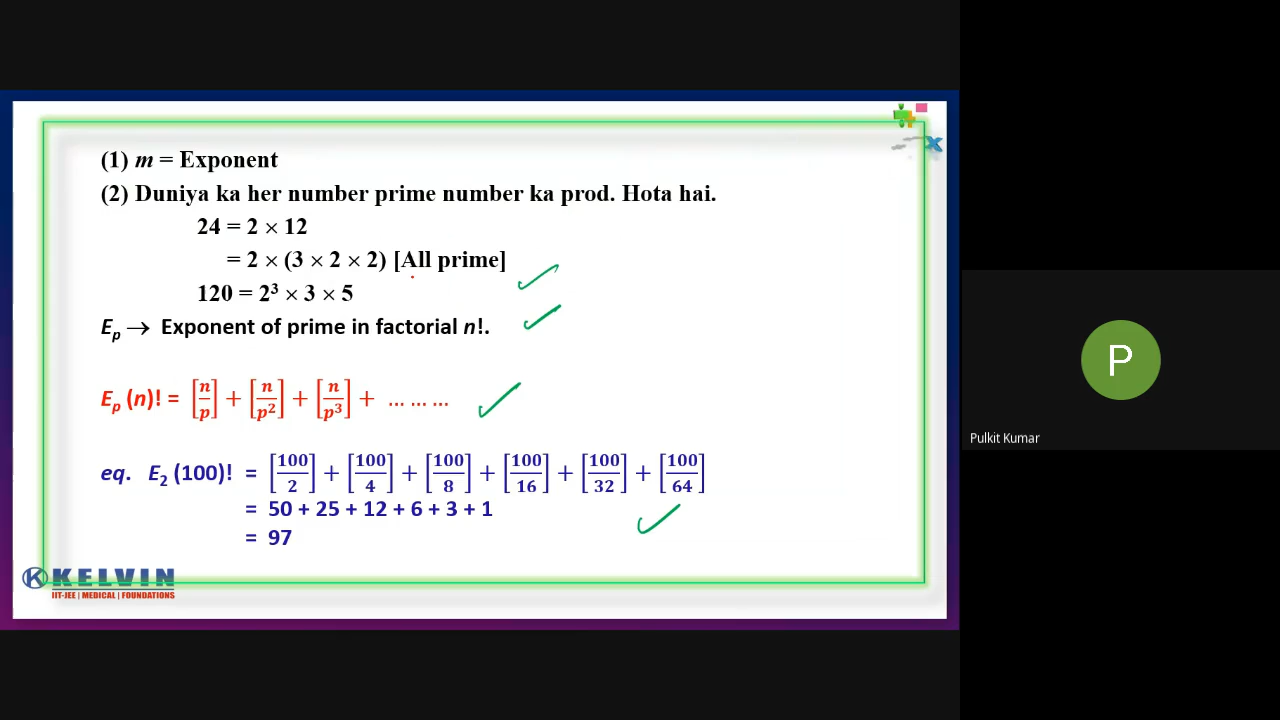 (1) m = Exponent
(2) Duniya ka her number prime number ka prod. Hota hai.
24 = 2 × 12
= 2 × (3 × 2 × 2) [All prime]
120 = 2³ × 3 × 5
Eₚ → Exponent of prime in factorial n!.
Eₚ (n)! = [n/p] + [n/p²] + [n/p³] + ... ... ...
eq. E₂ (100)! = [100/2] + [100/4] + [100/8] + [100/16] + [100/32] + [100/64]
= 50 + 25 + 12 + 6 + 3 + 1
= 97
K KELVIN
IIT-JEE | MEDICAL | FOUNDATIONS
P
Pulkit Kumar